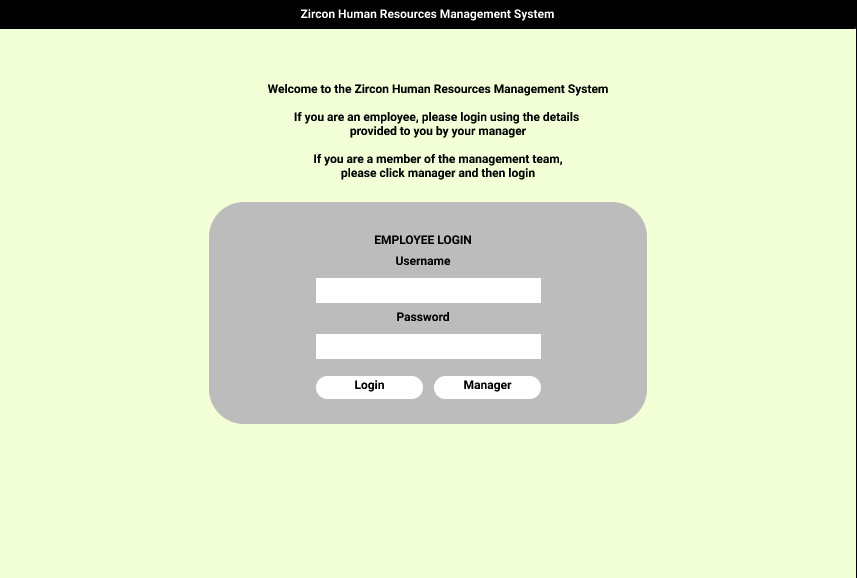 Zircon Human Resources Management System
Welcome to the Zircon Human Resources Management System
If you are an employee, please login using the details
provided to you by your manager
If you are a member of the management team,
please click manager and then login
EMPLOYEE LOGIN
Username
Password
Login Manager